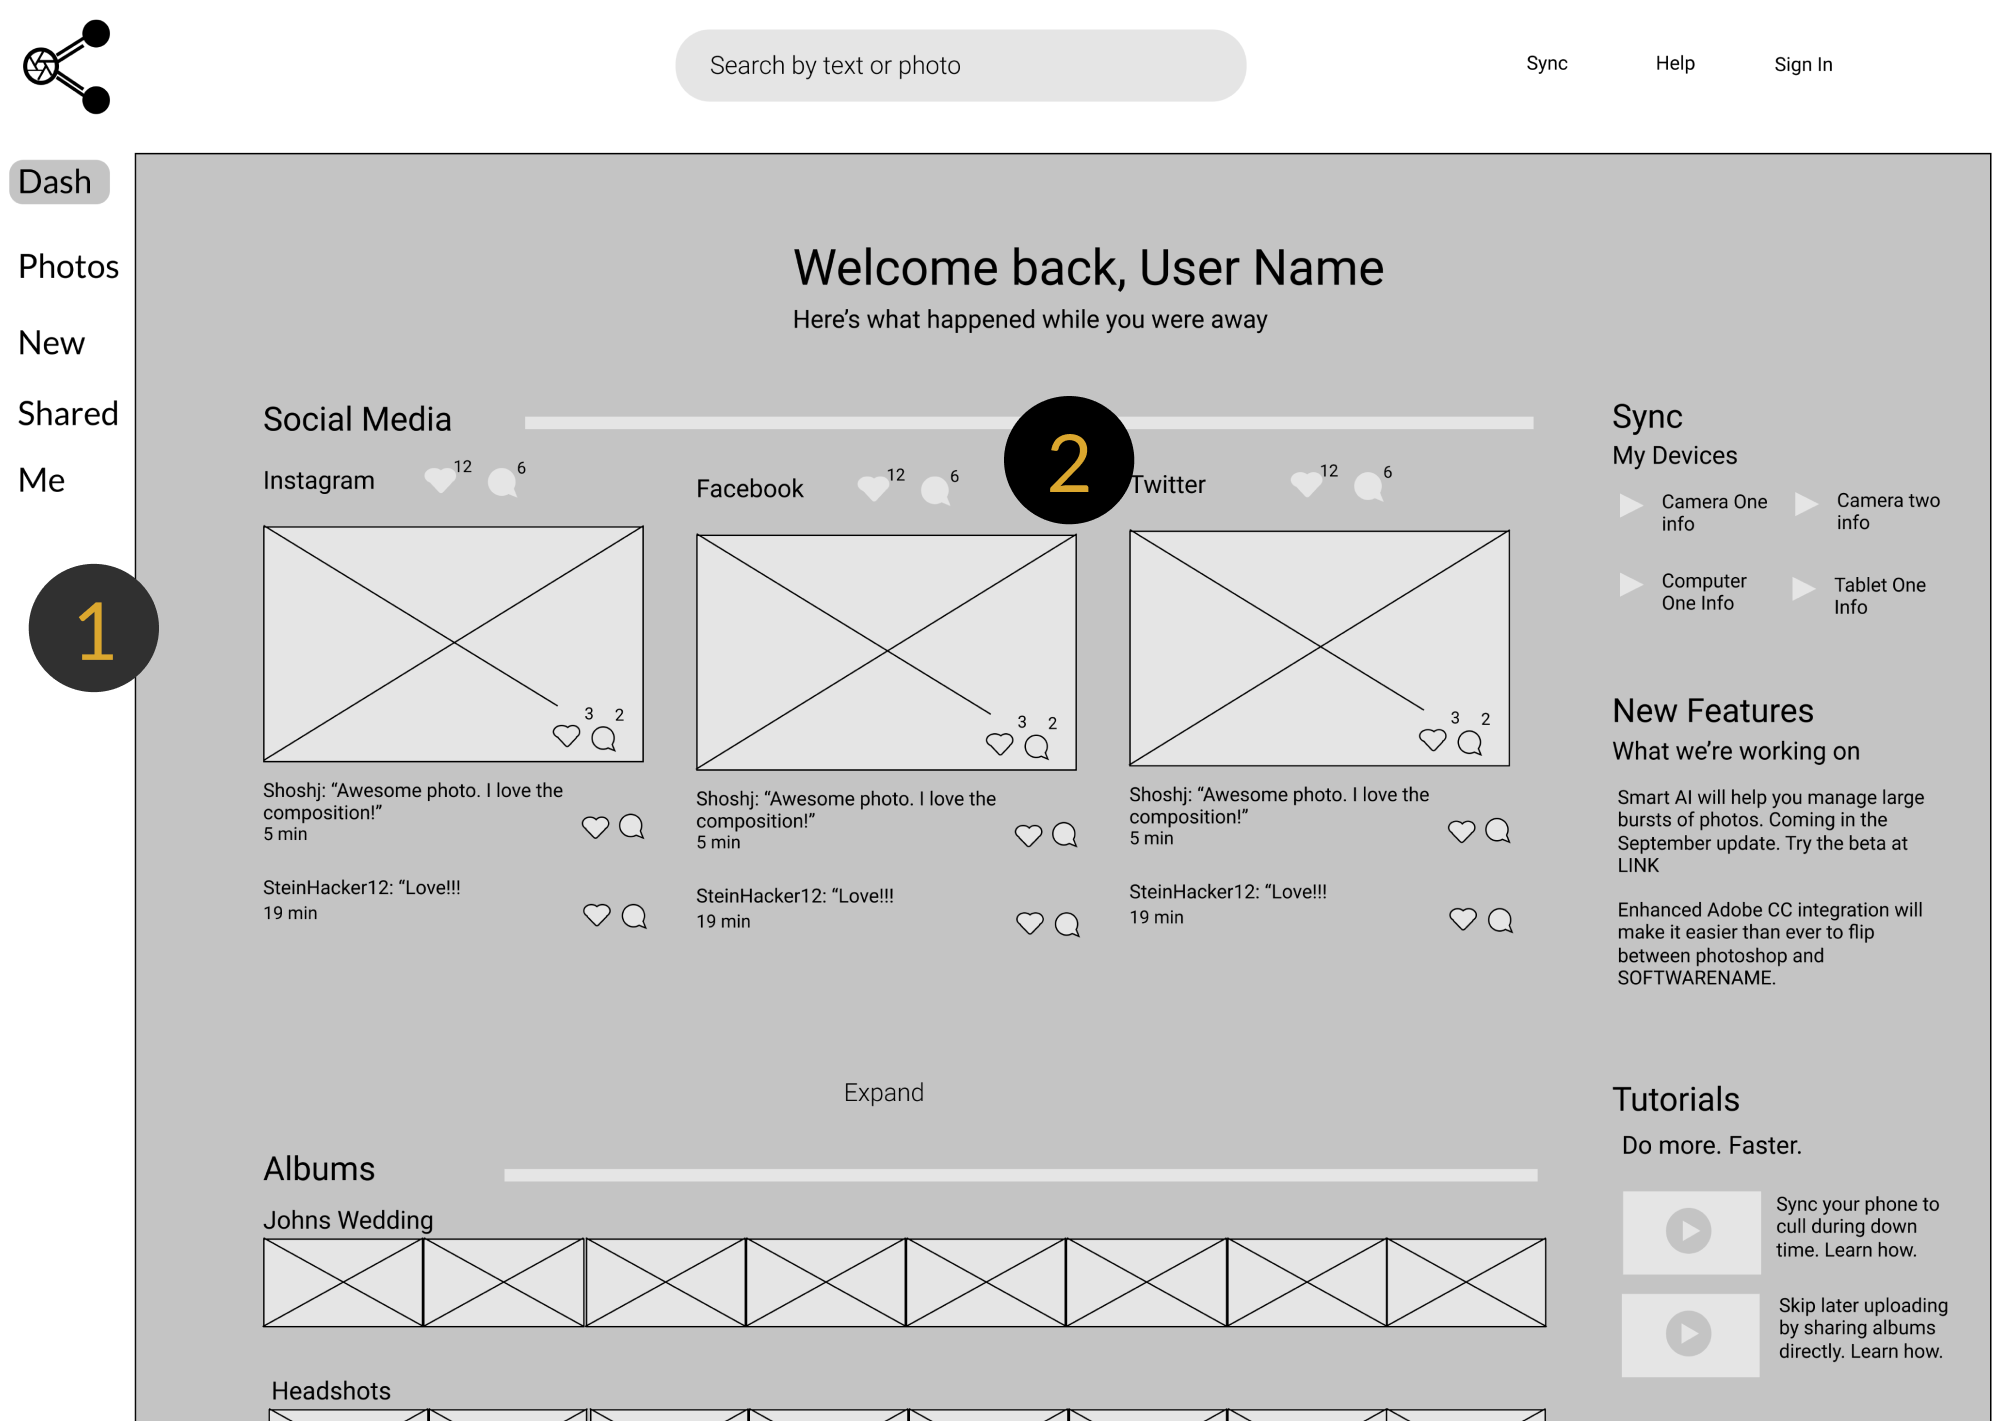 Search by text or photo
Sync
Help
Sign In
Dash
Photos
New
Shared
Me
1
Welcome back, User Name
Here’s what happened while you were away
Social Media
2
Instagram
12
6
3
2
Shoshj: “Awesome photo. I love the
composition!”
5 min
SteinHacker12: “Love!!!
19 min
Facebook
12
6
3
2
Shoshj: “Awesome photo. I love the
composition!”
5 min
SteinHacker12: “Love!!!
19 min
Twitter
12
6
3
2
Shoshj: “Awesome photo. I love the
composition!”
5 min
SteinHacker12: “Love!!!
19 min
Expand
Albums
Johns Wedding
Headshots
Sync
My Devices
Camera One
info
Camera two
info
Computer
One Info
Tablet One
Info
New Features
What we’re working on
Smart AI will help you manage large
bursts of photos. Coming in the
September update. Try the beta at
LINK
Enhanced Adobe CC integration will
make it easier than ever to flip
between photoshop and
SOFTWARENAME.
Tutorials
Do more. Faster.
Sync your phone to
cull during down
time. Learn how.
Skip later uploading
by sharing albums
directly. Learn how.